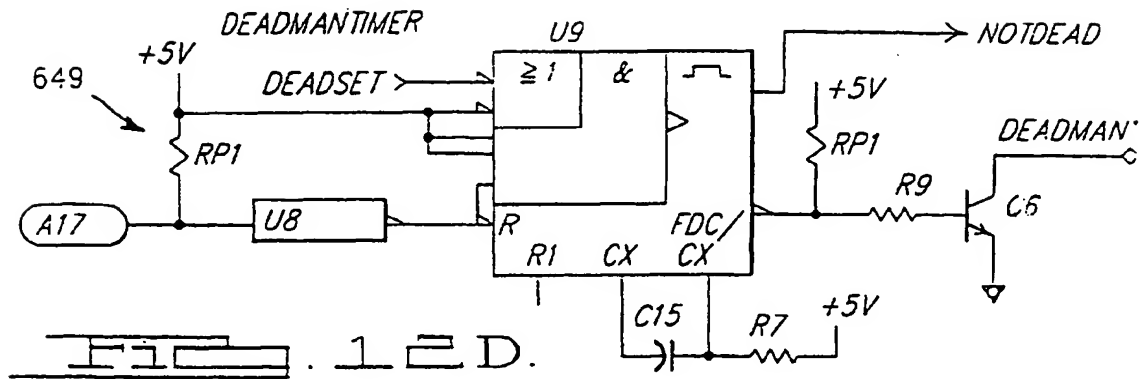 DEADMANTIMER
U9
+5V
DEADSET
≧ 1
&
NOTDEAD
649
+5V
RP1
RP1
DEADMAN
R9
A17
U8
R
FDC/
C6
R1
CX
CX
C15
R7
+5V
FIG. 12D.